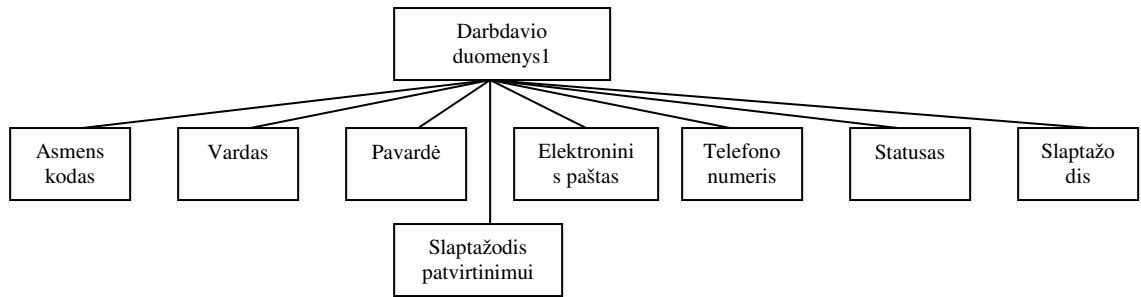 Darbdavio
duomenys1
Asmens
kodas
Vardas
Pavardė
Elektronini
s paštas
Telefono
numeris
Statusas
Slaptažo
dis
Slaptažodis
patvirtinimui